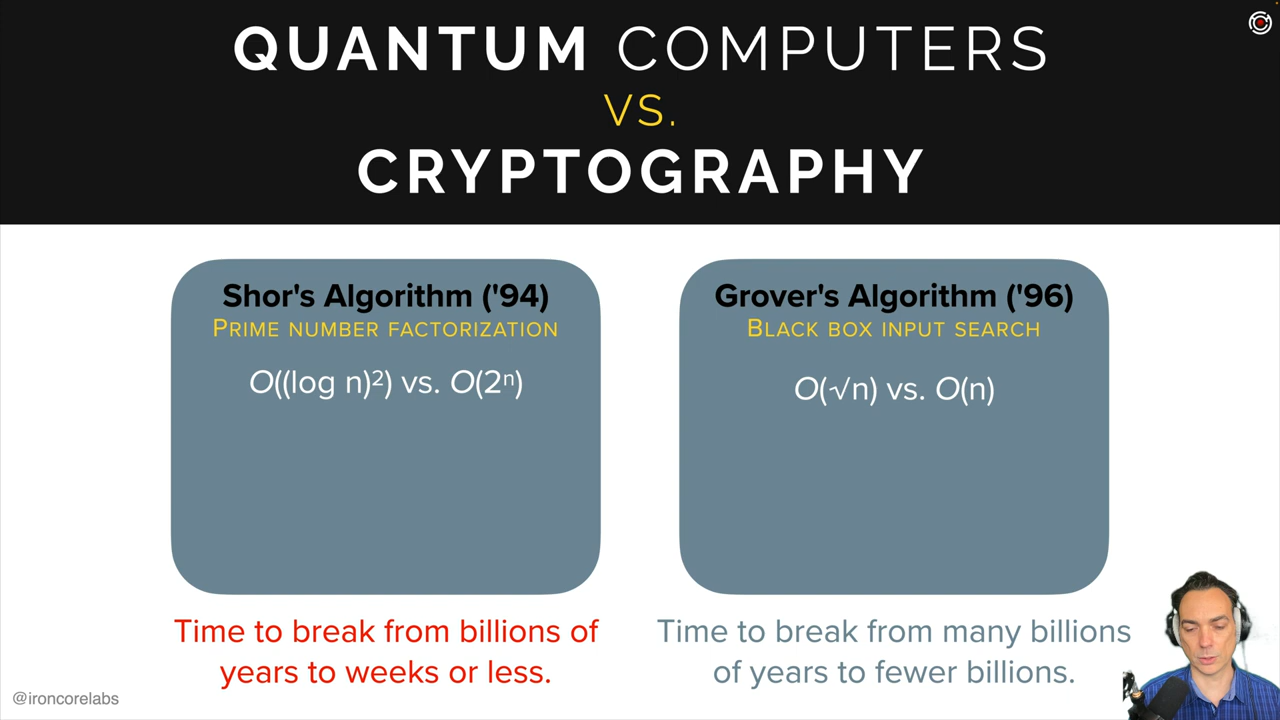 QUANTUM COMPUTERS
VS.
CRYPTOGRAPHY
Shor's Algorithm ('94)
PRIME NUMBER FACTORIZATION
O((log n)²) vs. O(2ⁿ)
Grover's Algorithm ('96)
BLACK BOX INPUT SEARCH
O(√n) vs. O(n)
Time to break from billions of
years to weeks or less.
Time to break from many billions
of years to fewer billions.
@ironcorelabs